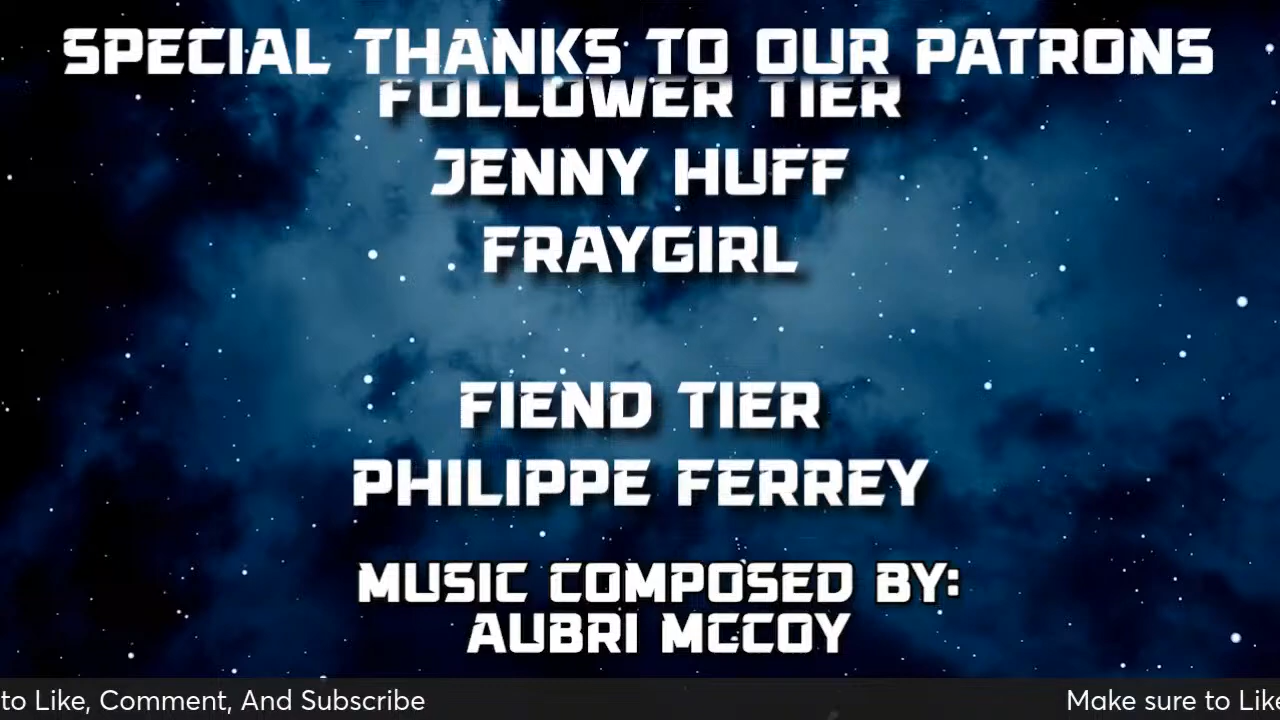 SPECIAL THANKS TO OUR PATRONS
FOLLOWER TIER
JENNY HUFF
FRAYGIRL
FIEND TIER
PHILIPPE FERREY
MUSIC COMPOSED BY:
AUBRI MCCOY
to Like, Comment, And Subscribe Make sure to Like